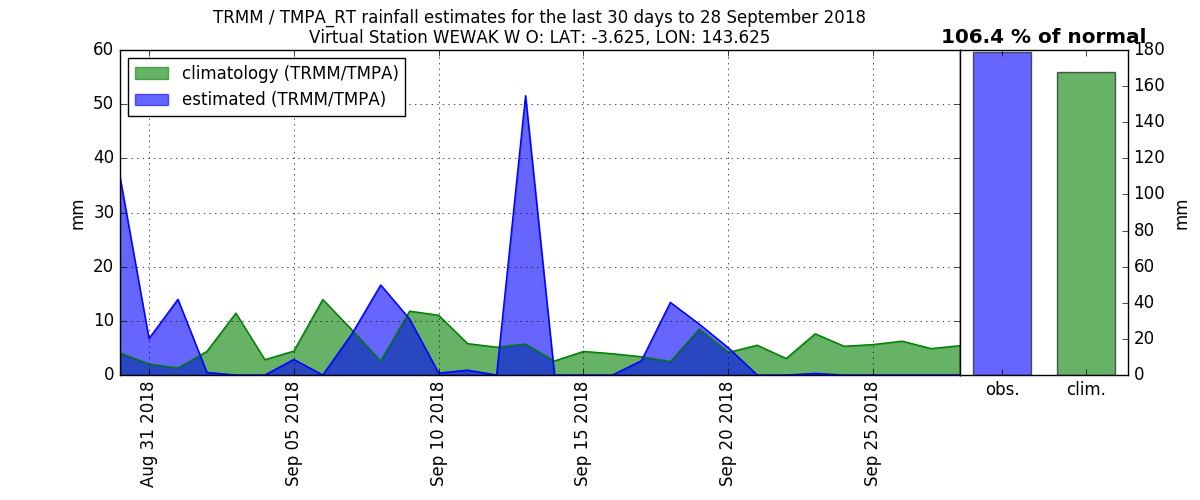 TRMM / TMPA_RT rainfall estimates for the last 30 days to 28 September 2018
Virtual Station WEWAK W O: LAT: -3.625, LON: 143.625
106.4 % of normal
climatology (TRMM/TMPA)
estimated (TRMM/TMPA)
60
50
40
30
20
10
0
mm
Aug 31 2018
Sep 05 2018
Sep 10 2018
Sep 15 2018
Sep 20 2018
Sep 25 2018
obs.
clim.
180
160
140
120
100
80
60
40
20
0
mm